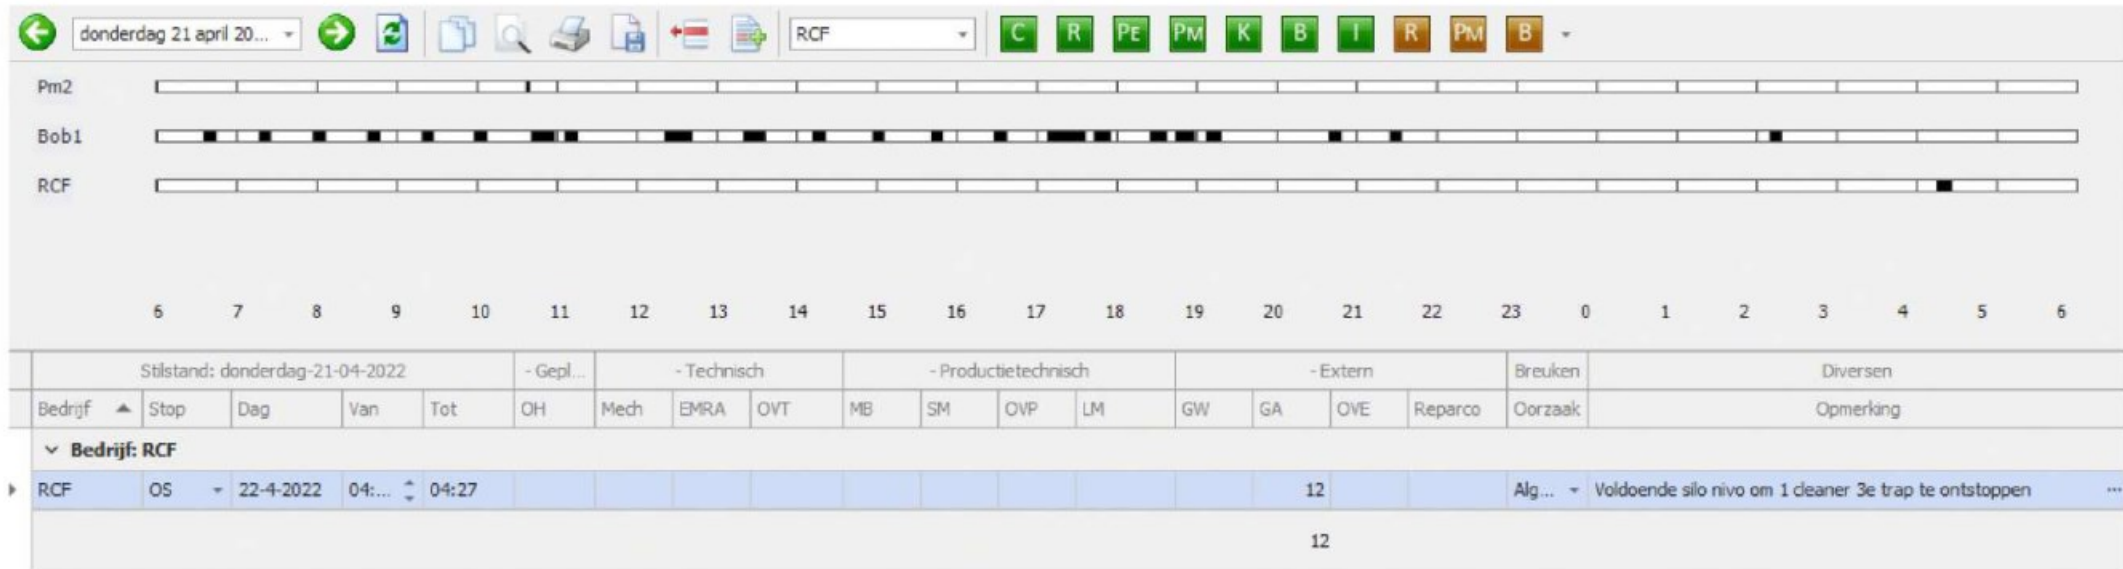 donderdag 21 april 20... RCF C R PE PM K B I R PM B
Pm2
Bob1
RCF
6 7 8 9 10 11 12 13 14 15 16 17 18 19 20 21 22 23 0 1 2 3 4 5 6
Stilstand: donderdag-21-04-2022 - Gepl... - Technisch - Productietechnisch - Extern Breuken Diversen
Bedrijf Stop Dag Van Tot OH Mech EMRA OVT MB SM OVP LM GW GA OVE Reparco Oorzaak Opmerking
Bedrijf: RCF
RCF OS 22-4-2022 04:... 04:27 12 Alg... Voldoende silo nivo om 1 cleaner 3e trap te ontstoppen ...
12